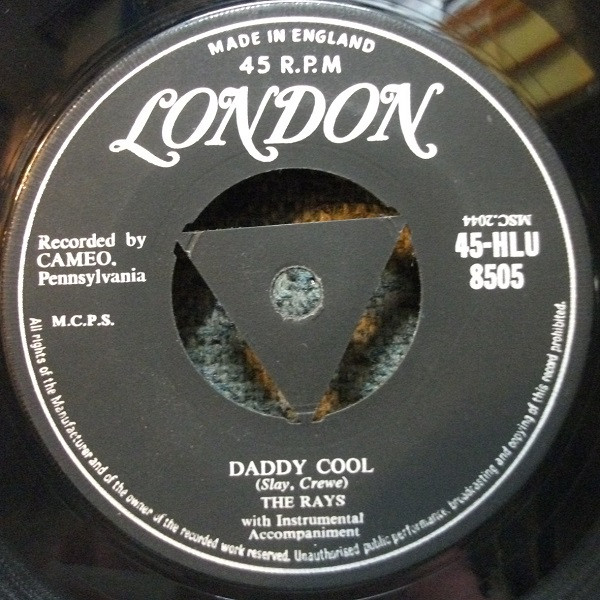 MADE IN ENGLAND
45 R.P.M
LONDON
Recorded by
CAMEO,
Pennsylvania
M.C.P.S.
MSC.2044
45-HLU
8505
DADDY COOL
(Slay, Crewe)
THE RAYS
with Instrumental
Accompaniment
All rights of the Manufacturer and of the owner of the recorded work reserved. Unauthorised public performance, broadcasting and copying of this record prohibited.